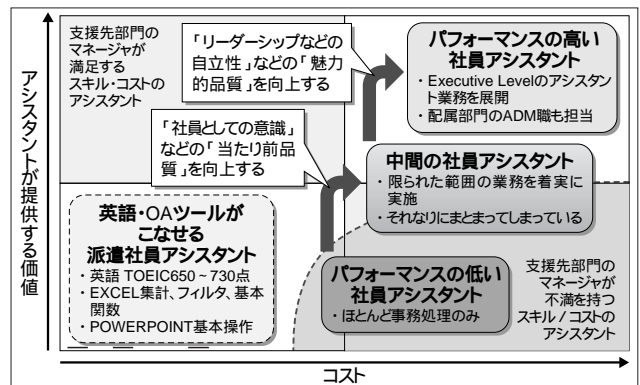 支援先部門の
マネージャが
満足する
スキル・コストの
アシスタント
「リーダーシップなどの
自立性」などの「魅力
的品質」を向上する
パフォーマンスの高い
社員アシスタント
・Executive Levelのアシスタン
ト業務を展開
・配属部門のADM職も担当
「社員としての意識」
などの「当たり前品
質」を向上する
中間の社員アシスタント
・限られた範囲の業務を着実に
実施
・それなりにまとまってしまっている
英語・OAツールが
こなせる
派遣社員アシスタント
・英語 TOEIC650~730点
・EXCEL集計、フィルタ、基本
関数
・POWERPOINT基本操作
パフォーマンスの低い
社員アシスタント
・ほとんど事務処理のみ
支援先部門の
マネージャが
不満を持つ
スキル/コストの
アシスタント
アシスタントが提供する価値
コスト